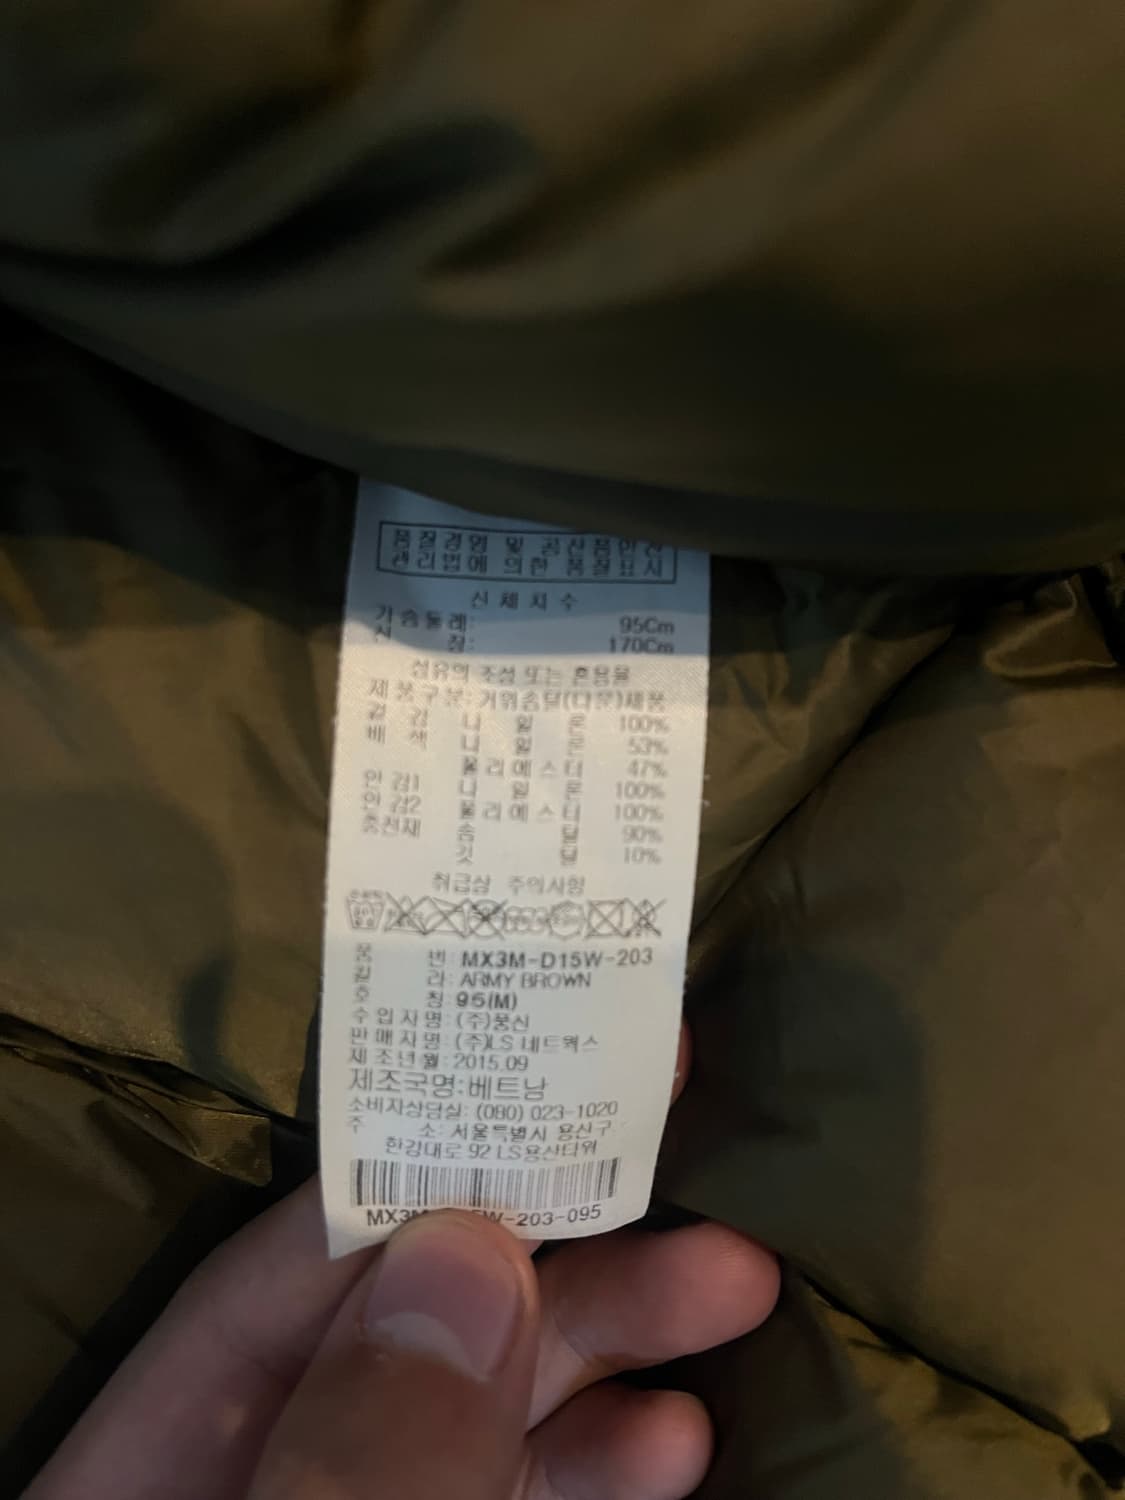 품질경영 및 공산품안전
관리법에 의한 품질표시
신체치수
가슴둘레: 95Cm
신 장: 170Cm
섬유의 조성 또는 혼용율
제품구분: 거위솜털(다운)제품
겉감 나일론 100%
배색 나일론 53%
폴리에스터 47%
안감1 나일론 100%
안감2 폴리에스터 100%
충전재 솜털 90%
깃털 10%
취급상 주의사항
품 번: MX3M-D15W-203
칼 라: ARMY BROWN
호 칭: 95(M)
수입자명: (주)풍신
판매자명: (주)LS 네트웍스
제조년월: 2015.09
제조국명:베트남
소비자상담실: (080) 023-1020
주 소: 서울특별시 용산구
한강대로 92 LS용산타워
MX3M W-203-095